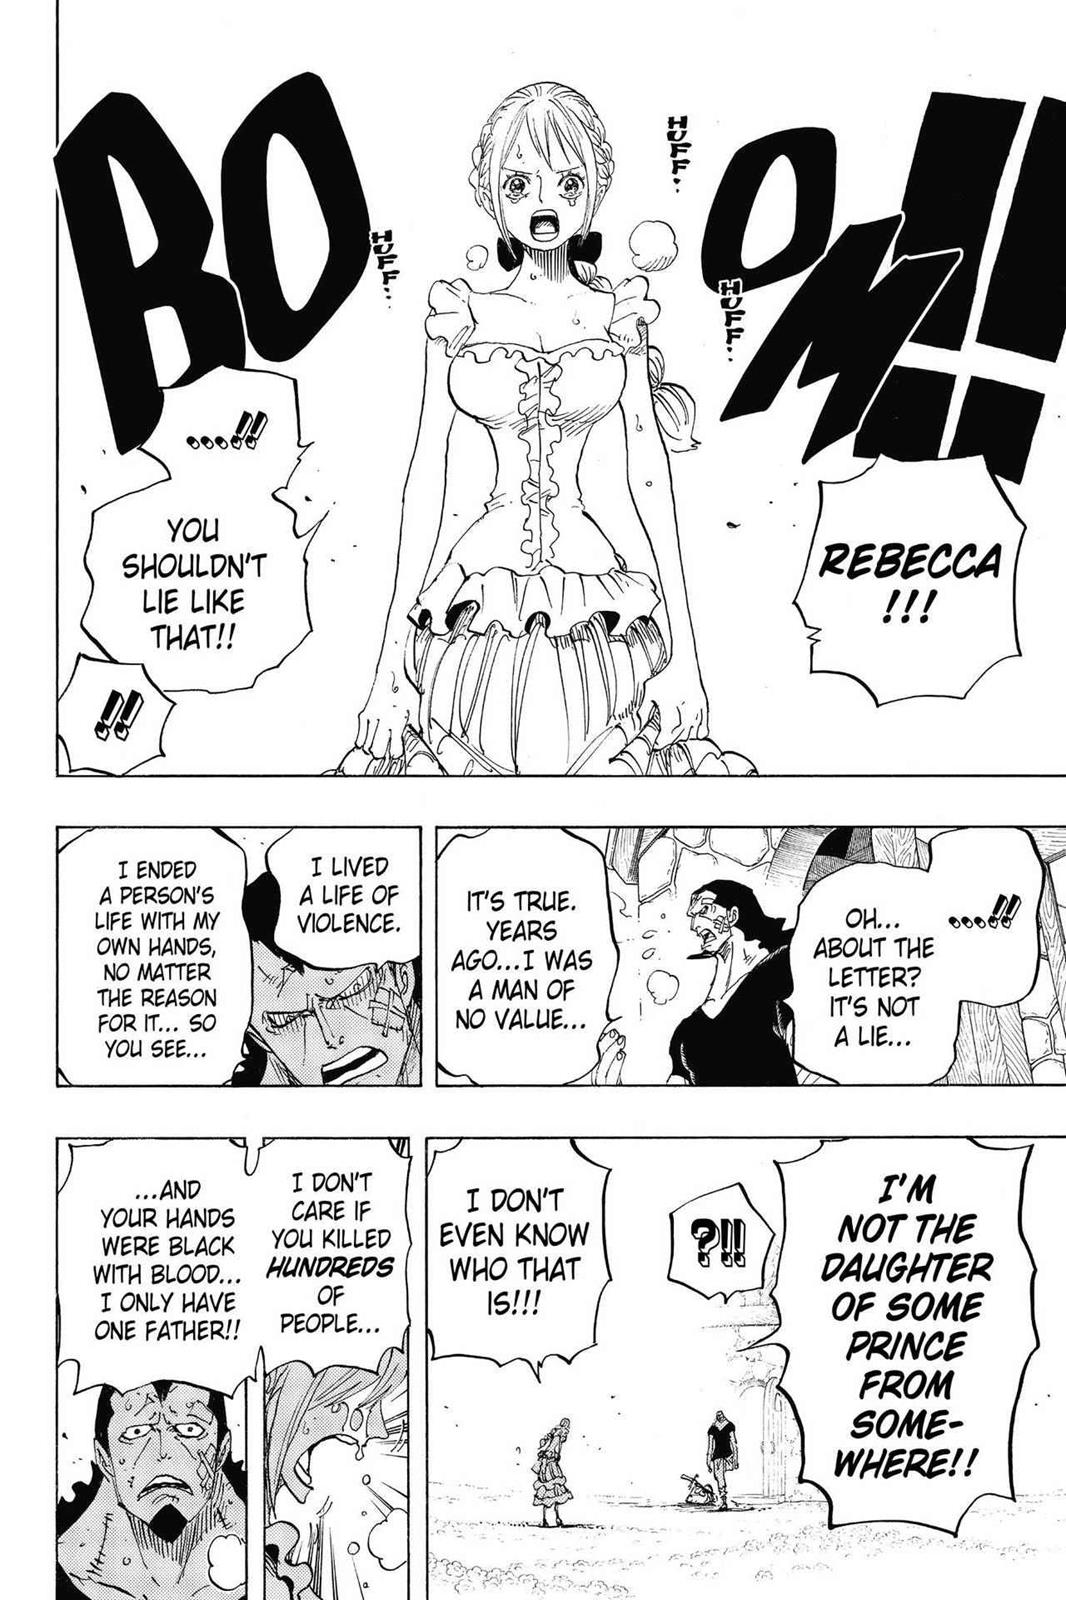 BOOM!!
HUFF..
HUFF..
HUFF..
REBECCA
!!!
...!!
YOU
SHOULDN'T
LIE LIKE
THAT!!
!!
...!!
OH...
ABOUT THE
LETTER?
IT'S NOT
A LIE...
IT'S TRUE.
YEARS
AGO...I WAS
A MAN OF
NO VALUE...
I LIVED
A LIFE OF
VIOLENCE.
I ENDED
A PERSON'S
LIFE WITH MY
OWN HANDS,
NO MATTER
THE REASON
FOR IT... SO
YOU SEE...
I'M
NOT THE
DAUGHTER
OF SOME
PRINCE
FROM
SOME-
WHERE!!
?!!
I DON'T
EVEN KNOW
WHO THAT
IS!!!
I DON'T
CARE IF
YOU KILLED
HUNDREDS
OF
PEOPLE...
...AND
YOUR HANDS
WERE BLACK
WITH BLOOD...
I ONLY HAVE
ONE FATHER!!